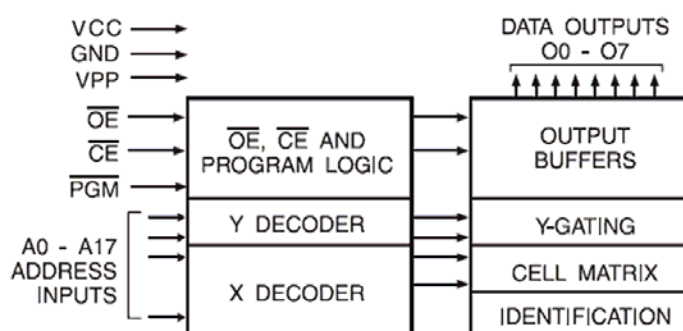 VCC
GND
VPP
OE
CE
PGM
A0 - A17
ADDRESS
INPUTS
OE, CE AND
PROGRAM LOGIC
Y DECODER
X DECODER
DATA OUTPUTS
O0 - O7
OUTPUT
BUFFERS
Y-GATING
CELL MATRIX
IDENTIFICATION